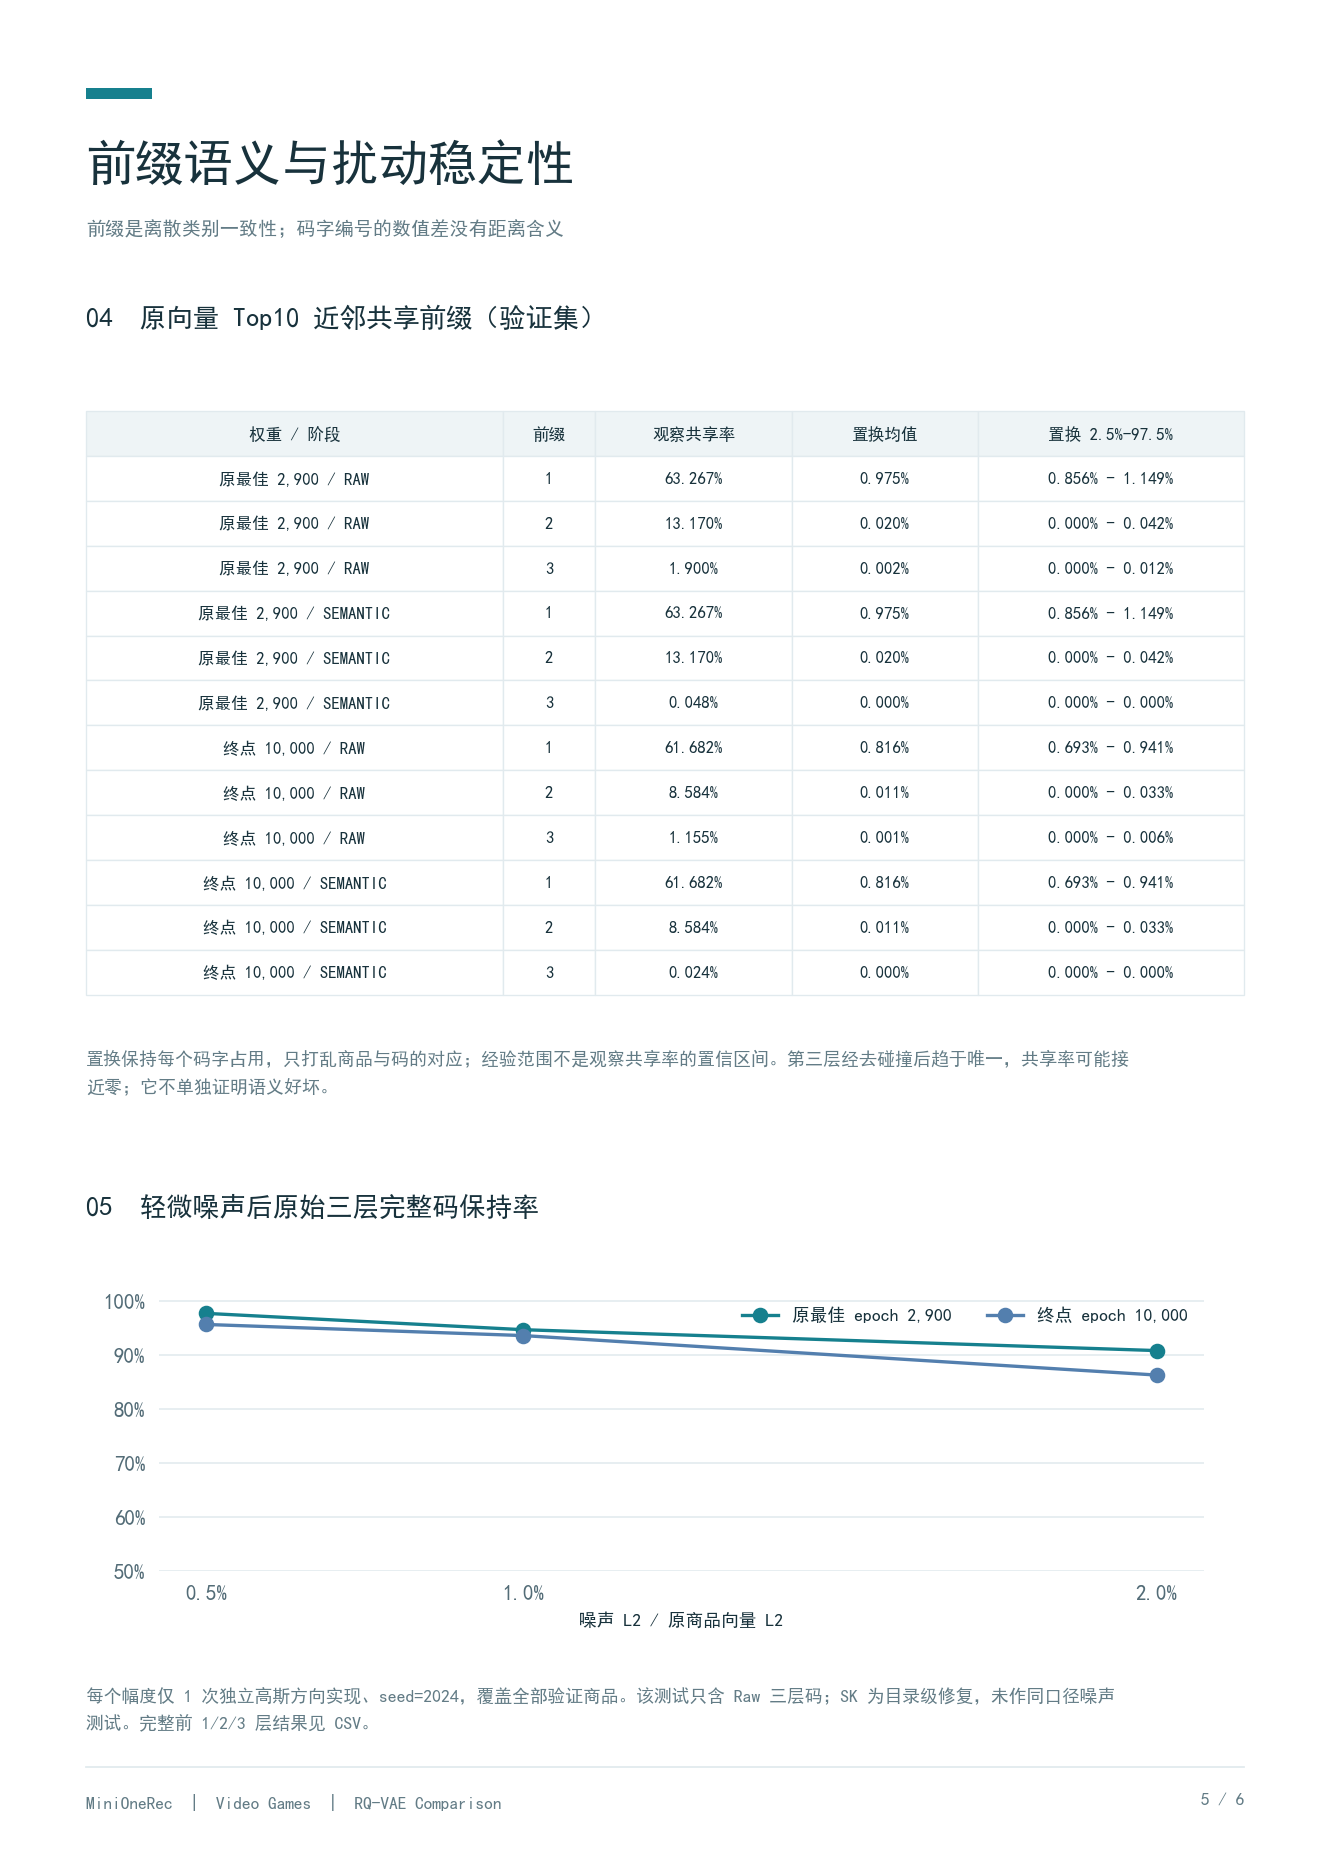 前缀语义与扰动稳定性
前缀是离散类别一致性；码字编号的数值差没有距离含义
04 原向量 Top10 近邻共享前缀（验证集）
权重 / 阶段 前缀 观察共享率 置换均值 置换 2.5%-97.5%
原最佳 2,900 / RAW 1 63.267% 0.975% 0.856% - 1.149%
原最佳 2,900 / RAW 2 13.170% 0.020% 0.000% - 0.042%
原最佳 2,900 / RAW 3 1.900% 0.002% 0.000% - 0.012%
原最佳 2,900 / SEMANTIC 1 63.267% 0.975% 0.856% - 1.149%
原最佳 2,900 / SEMANTIC 2 13.170% 0.020% 0.000% - 0.042%
原最佳 2,900 / SEMANTIC 3 0.048% 0.000% 0.000% - 0.000%
终点 10,000 / RAW 1 61.682% 0.816% 0.693% - 0.941%
终点 10,000 / RAW 2 8.584% 0.011% 0.000% - 0.033%
终点 10,000 / RAW 3 1.155% 0.001% 0.000% - 0.006%
终点 10,000 / SEMANTIC 1 61.682% 0.816% 0.693% - 0.941%
终点 10,000 / SEMANTIC 2 8.584% 0.011% 0.000% - 0.033%
终点 10,000 / SEMANTIC 3 0.024% 0.000% 0.000% - 0.000%
置换保持每个码字占用，只打乱商品与码的对应；经验范围不是观察共享率的置信区间。第三层经去碰撞后趋于唯一，共享率可能接
近零；它不单独证明语义好坏。
05 轻微噪声后原始三层完整码保持率
100%
原最佳 epoch 2,900 终点 epoch 10,000
90%
80%
70%
60%
50%
0.5% 1.0% 2.0%
噪声 L2 / 原商品向量 L2
每个幅度仅 1 次独立高斯方向实现、seed=2024，覆盖全部验证商品。该测试只含 Raw 三层码；SK 为目录级修复，未作同口径噪声
测试。完整前 1/2/3 层结果见 CSV。
MiniOneRec | Video Games | RQ-VAE Comparison
5 / 6